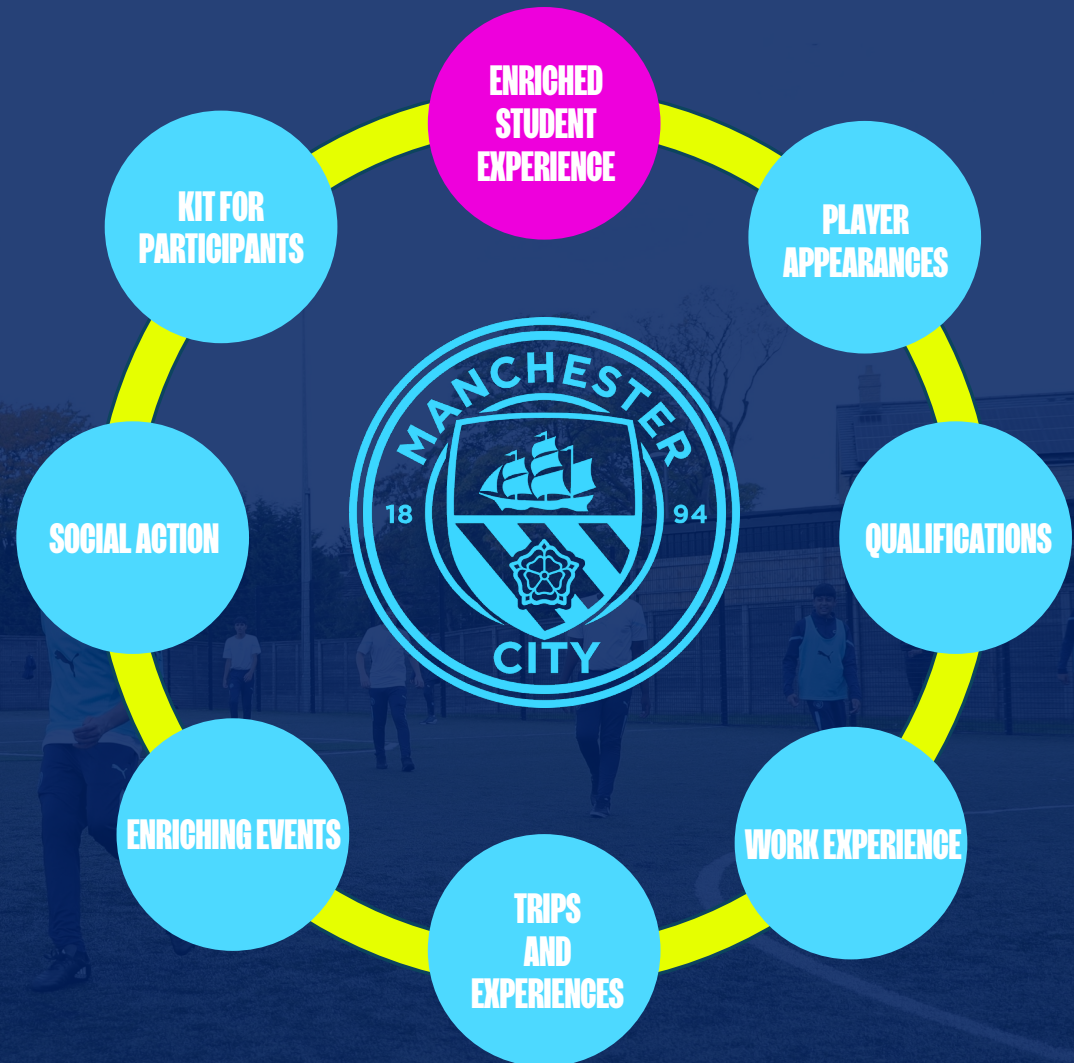 ENRICHED
STUDENT
EXPERIENCE
KIT FOR
PARTICIPANTS
PLAYER
APPEARANCES
MANCHESTER
18
94
CITY
SOCIAL ACTION
QUALIFICATIONS
ENRICHING EVENTS
WORK EXPERIENCE
TRIPS
AND
EXPERIENCES